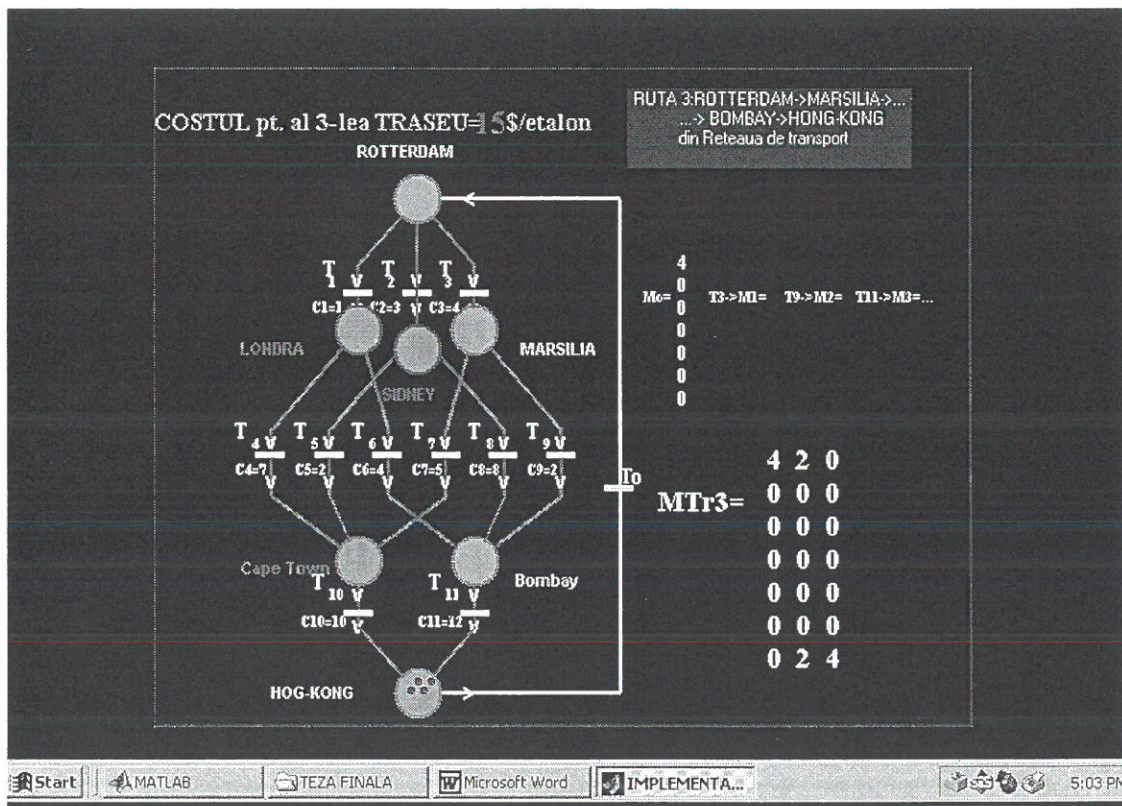 RUTA 3:ROTTERDAM->MARSILIA->...
...-> BOMBAY->HONG-KONG
din Reteaua de transport
COSTUL pt. al 3-lea TRASEU=15$/etalon
ROTTERDAM
T1 T2 T3
C1=1 C2=3 C3=4
LONDRA
SIDNEY
MARSILIA
Mo=
4
0
0
0
0
0
0
T3->M1= T9->M2= T11->M3=...
T4 T5 T6 7 T8 T9
C4=7 C5=2 C6=4 C7=5 C8=8 C9=2
To
MTr3=
4 2 0
0 0 0
0 0 0
0 0 0
0 0 0
0 0 0
0 2 4
Cape Town
Bombay
T10 T11
C10=10 C11=12
HOG-KONG
Start MATLAB TEZA FINALA Microsoft Word IMPLEMENTA... 5:03 PM